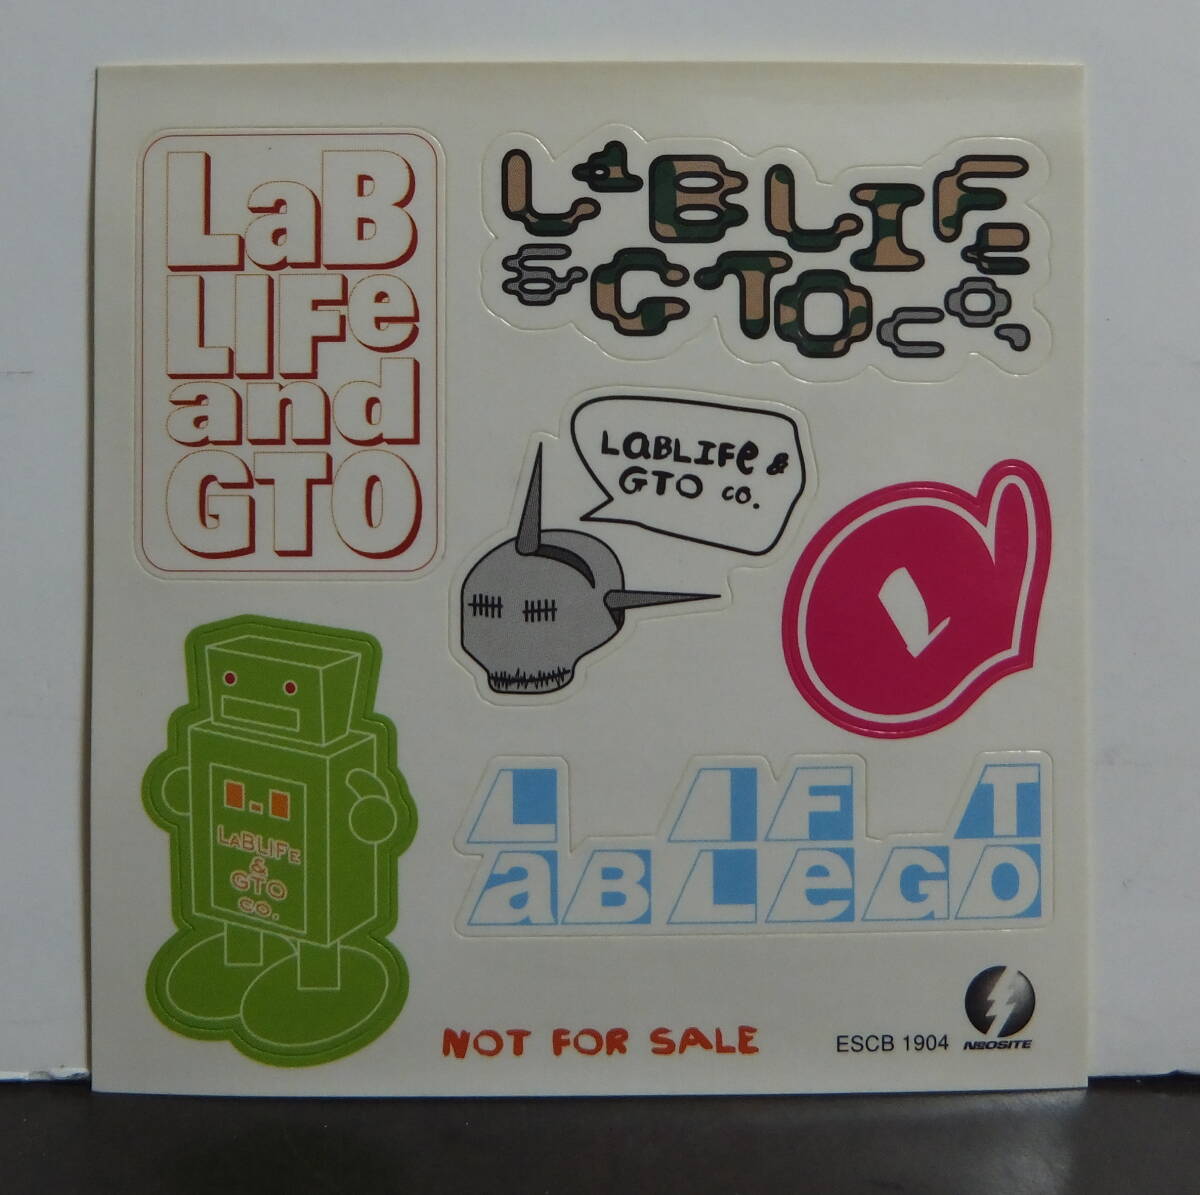 LaB
LIFe
and
GTO
LaBLIFe
& GTO co.
LaBLIFe &
GTO co.
L
LaBLIFe
&
GTO
co.
L I F T
aBLeGO
NOT FOR SALE
ESCB 1904
NeOSITE